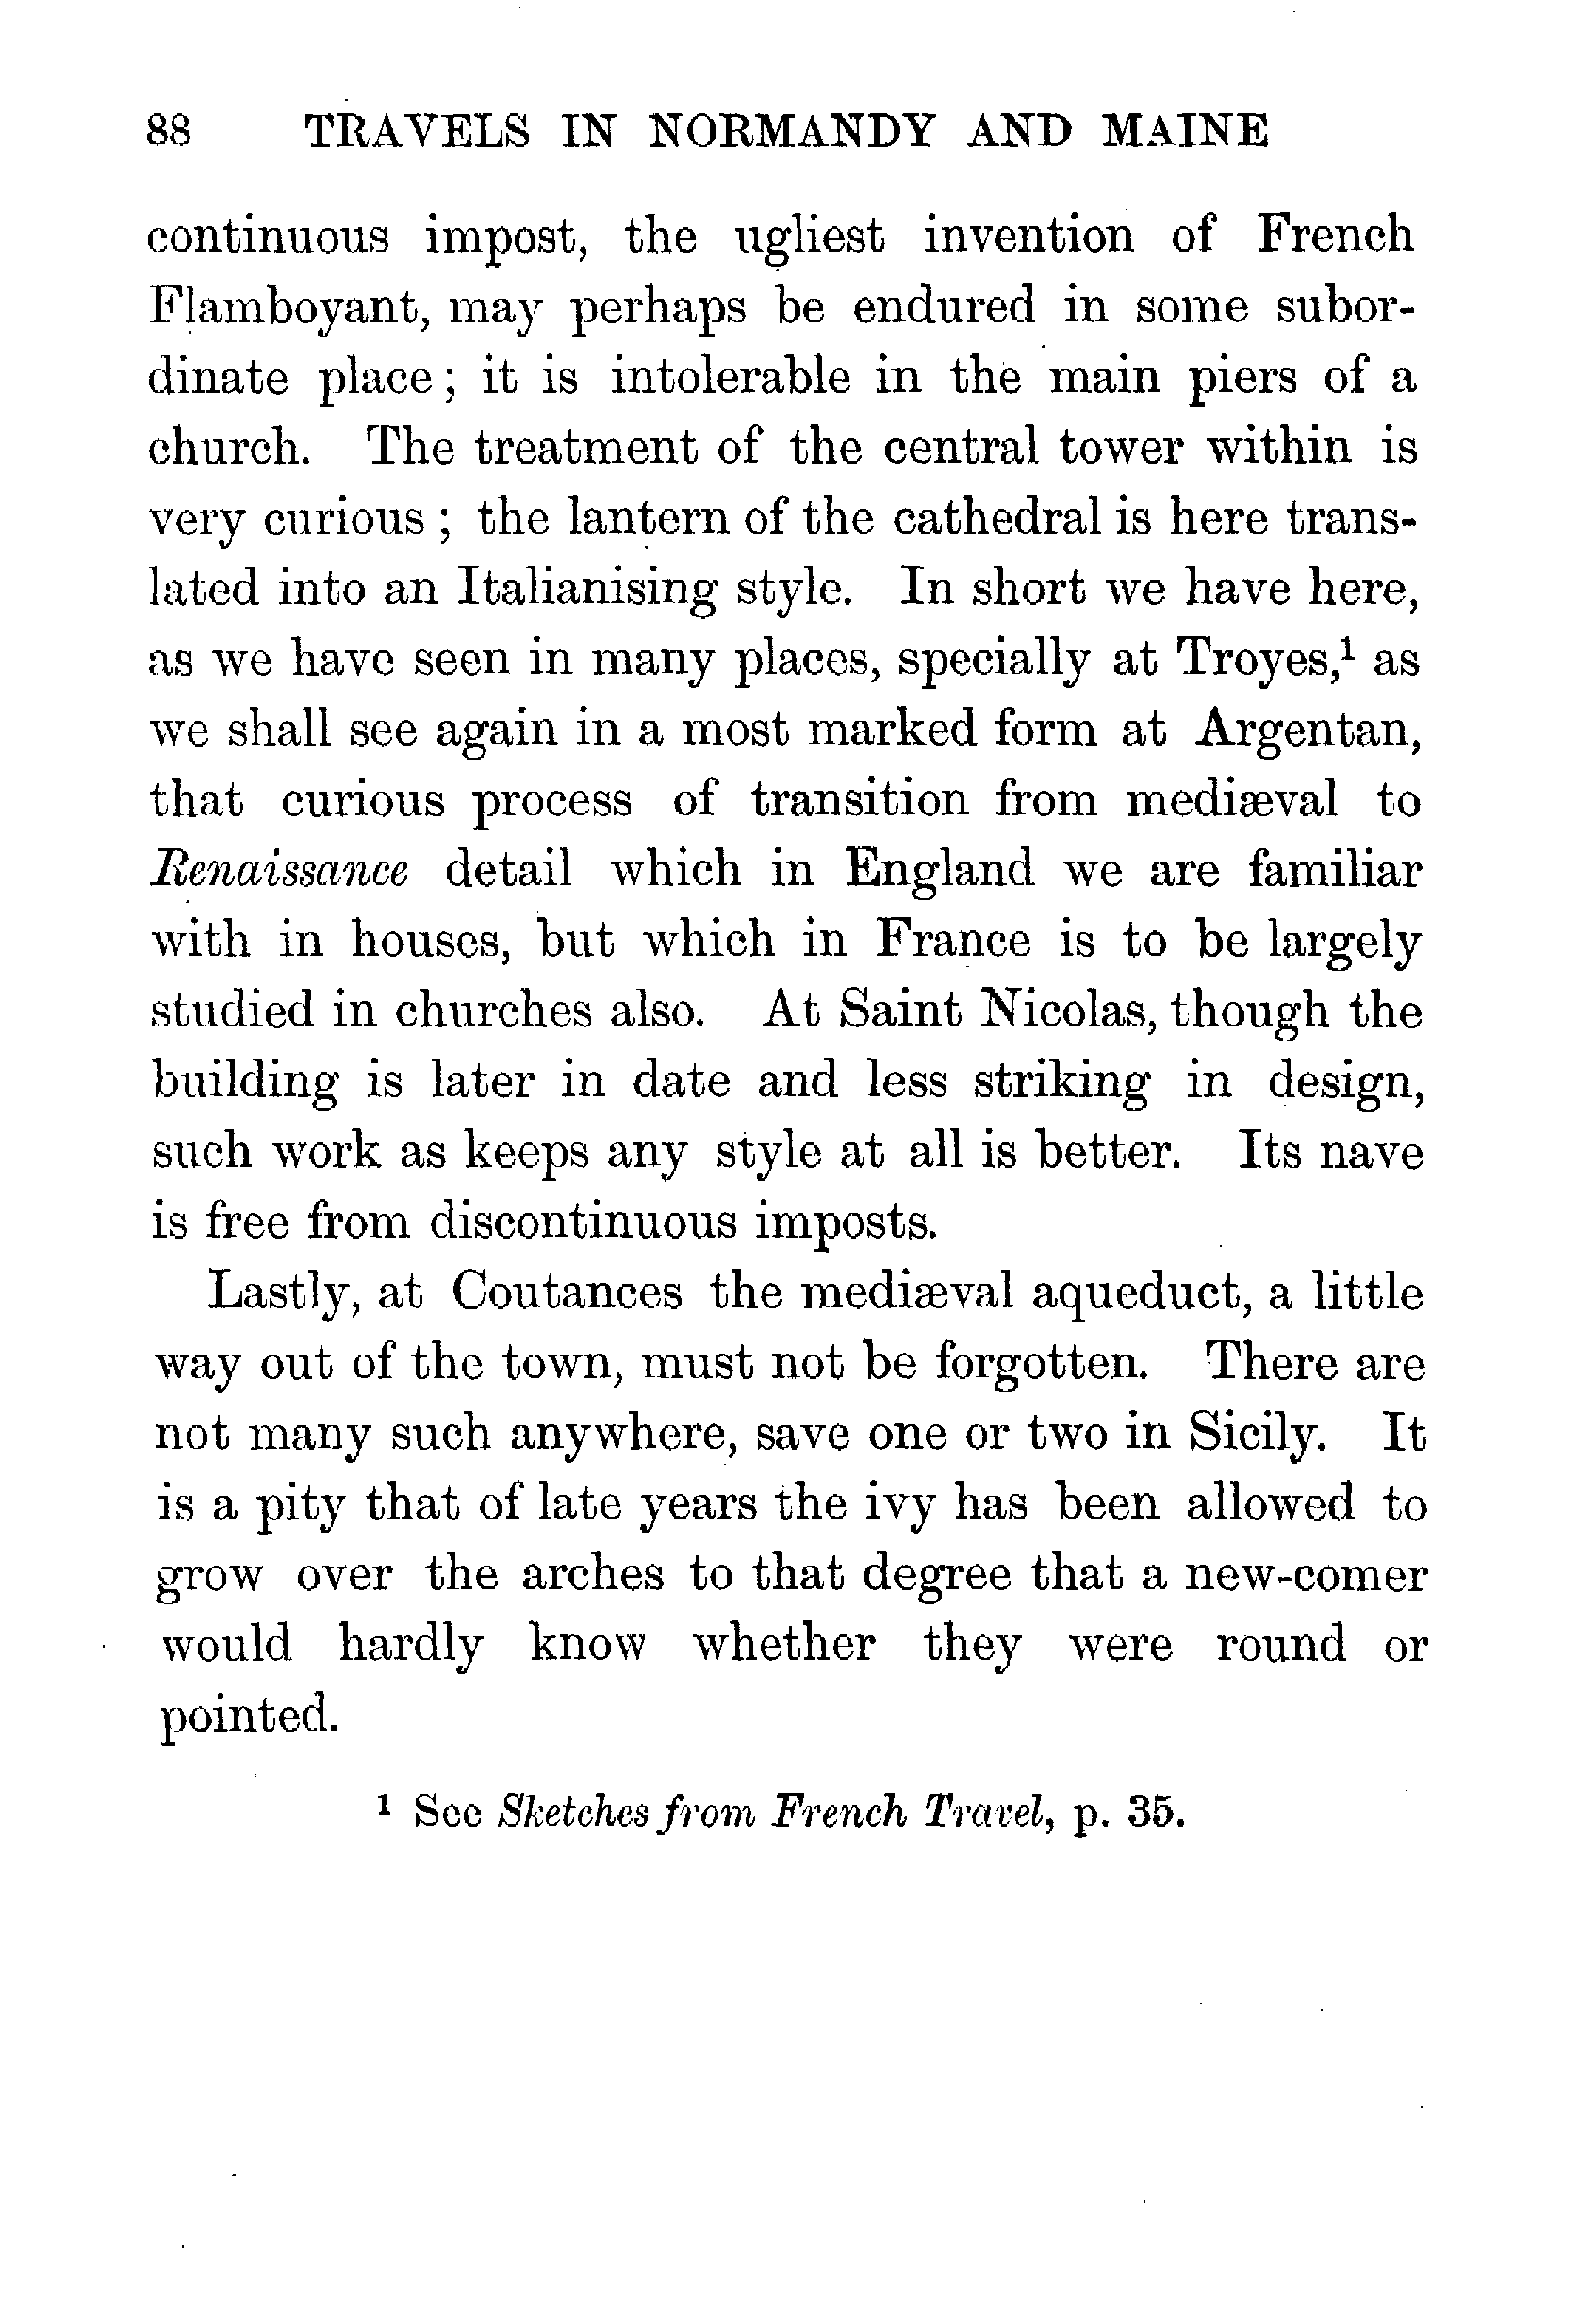 88 TRAVELS IN NORMANDY AND MAINE
continuous impost, the ugliest invention of French
Flamboyant, may perhaps be endured in some subor-
dinate place; it is intolerable in the main piers of a
church. The treatment of the central tower within is
very curious; the lantern of the cathedral is here trans-
lated into an Italianising style. In short we have here,
as we have seen in many places, specially at Troyes,¹ as
we shall see again in a most marked form at Argentan,
that curious process of transition from mediæval to
Renaissance detail which in England we are familiar
with in houses, but which in France is to be largely
studied in churches also. At Saint Nicolas, though the
building is later in date and less striking in design,
such work as keeps any style at all is better. Its nave
is free from discontinuous imposts.
Lastly, at Coutances the mediæval aqueduct, a little
way out of the town, must not be forgotten. There are
not many such anywhere, save one or two in Sicily. It
is a pity that of late years the ivy has been allowed to
grow over the arches to that degree that a new-comer
would hardly know whether they were round or
pointed.
¹ See Sketches from French Travel, p. 35.